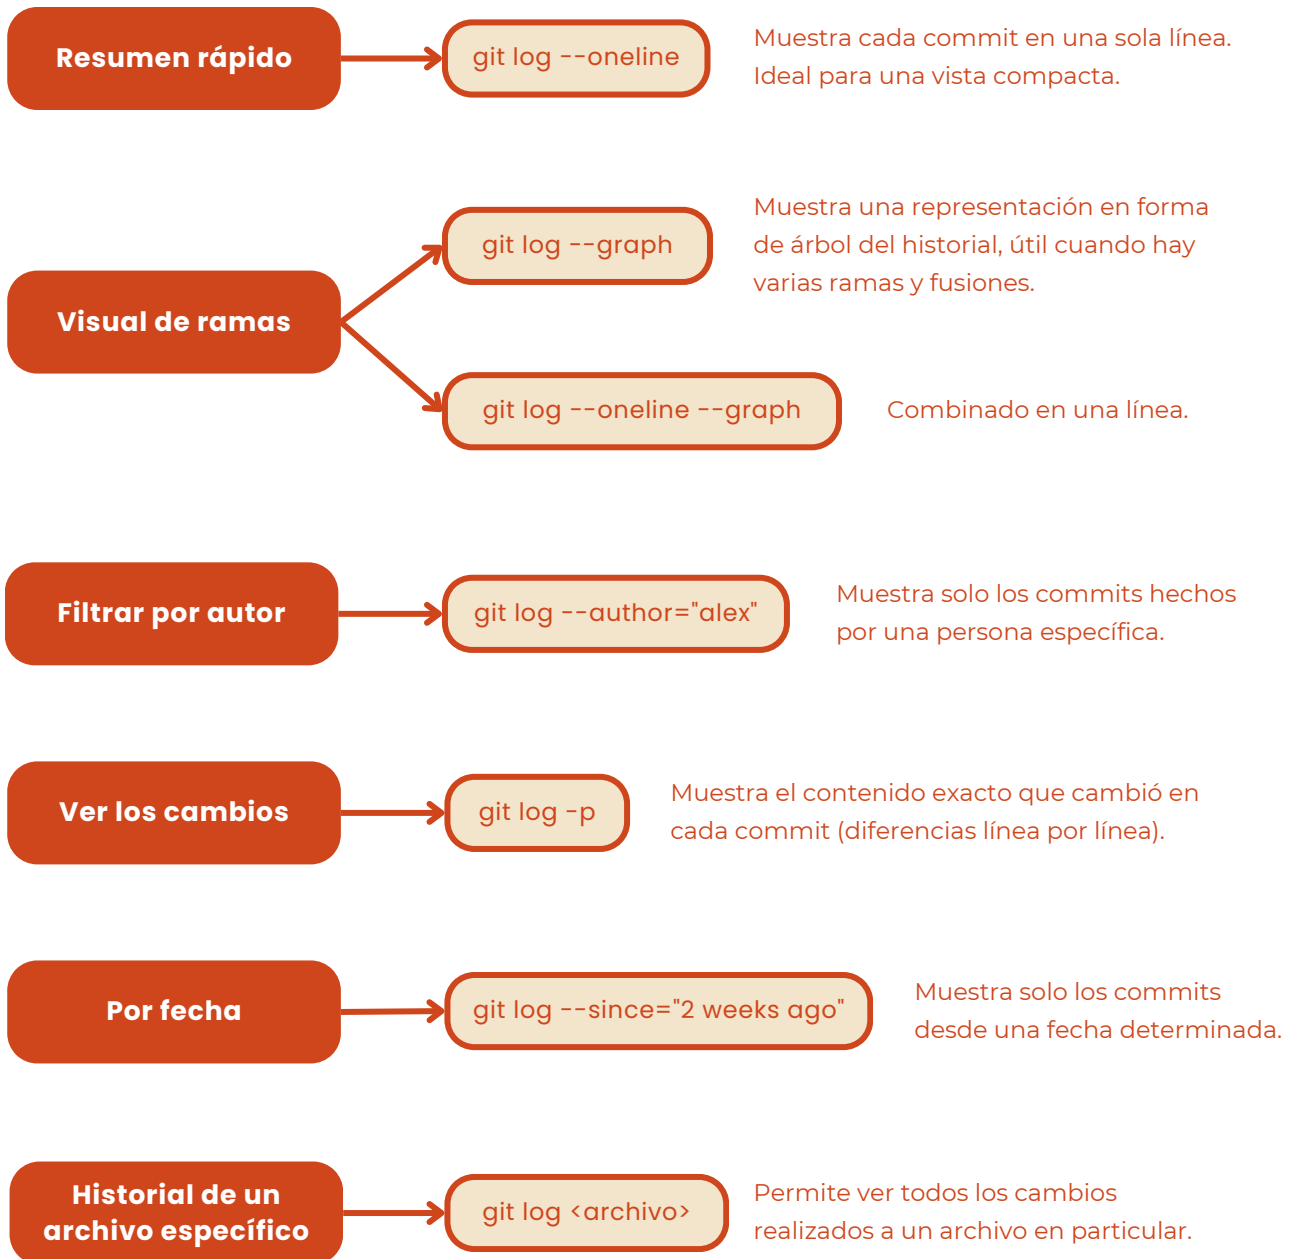 Resumen rápido
git log --oneline
Muestra cada commit en una sola línea.
Ideal para una vista compacta.
Visual de ramas
git log --graph
Muestra una representación en forma
de árbol del historial, útil cuando hay
varias ramas y fusiones.
git log --oneline --graph
Combinado en una línea.
Filtrar por autor
git log --author="alex"
Muestra solo los commits hechos
por una persona específica.
Ver los cambios
git log -p
Muestra el contenido exacto que cambió en
cada commit (diferencias línea por línea).
Por fecha
git log --since="2 weeks ago"
Muestra solo los commits
desde una fecha determinada.
Historial de un
archivo específico
git log <archivo>
Permite ver todos los cambios
realizados a un archivo en particular.